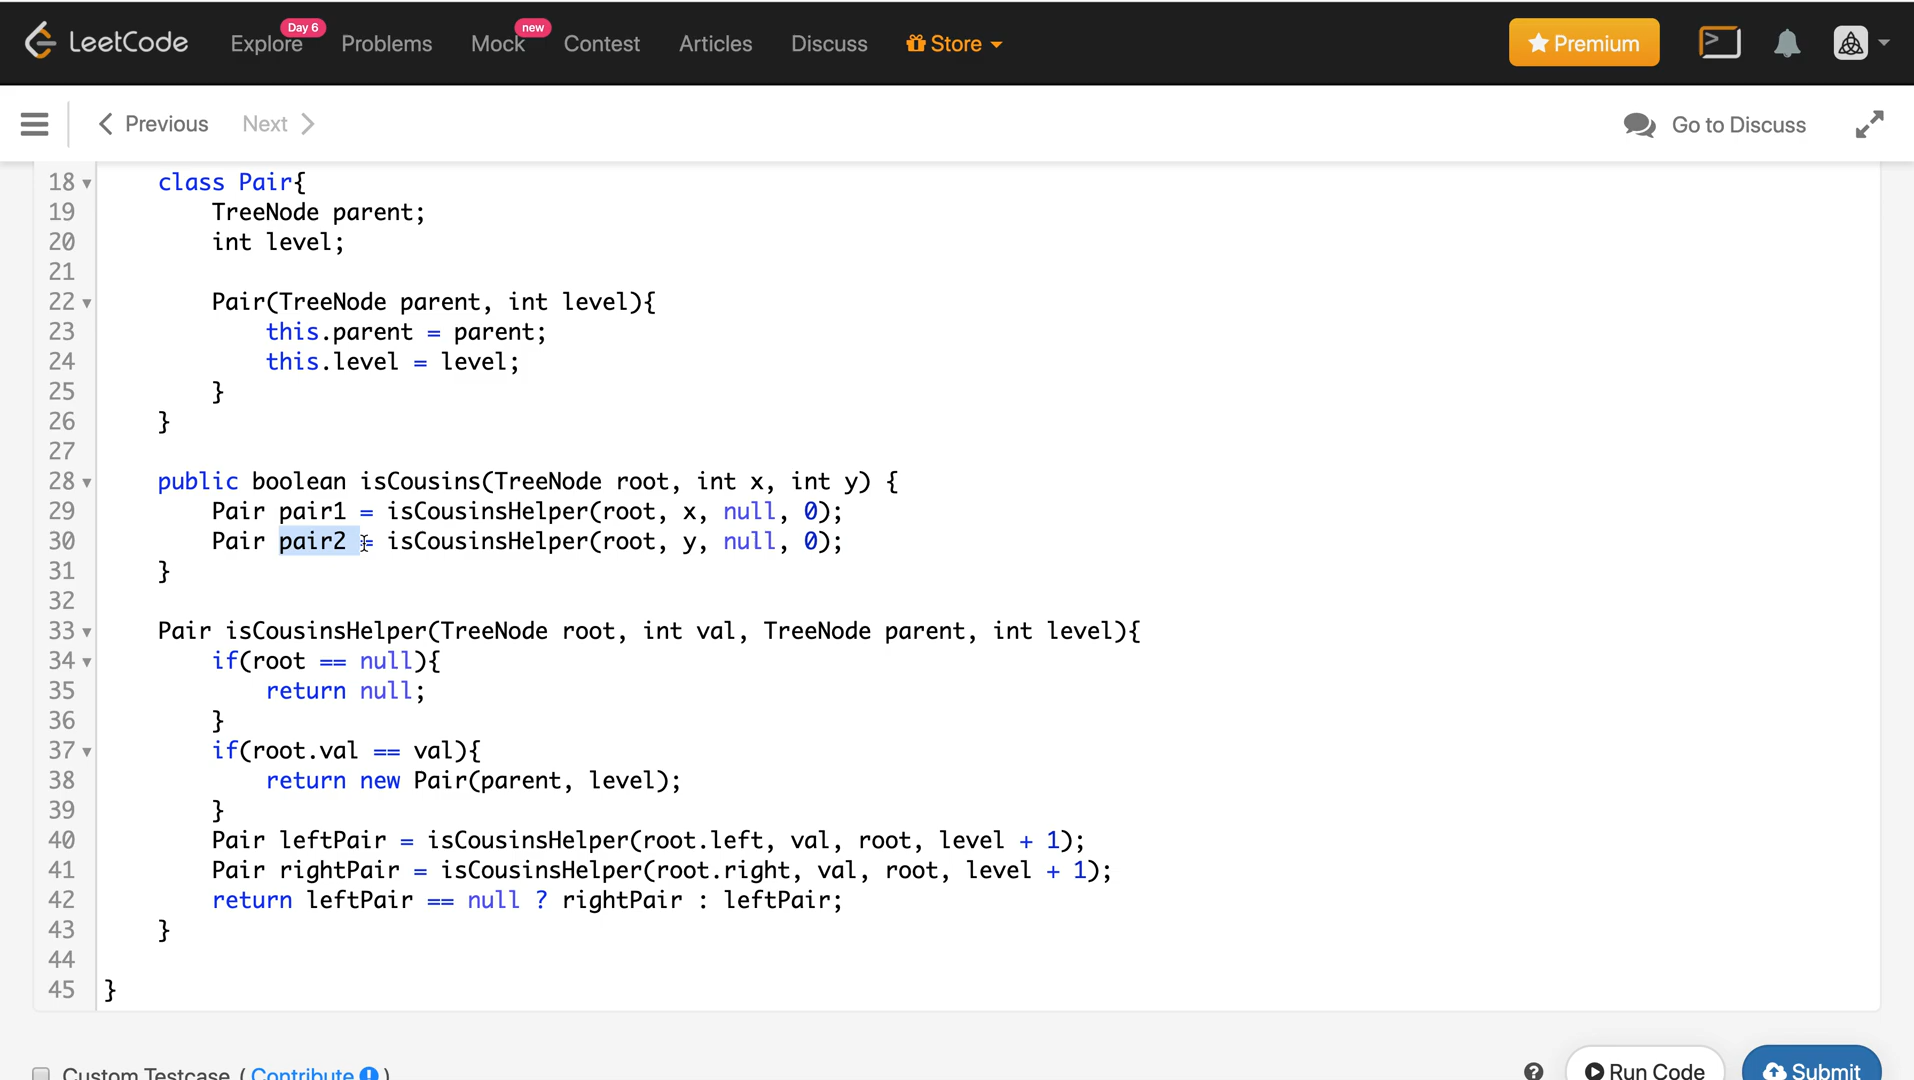 LeetCode Explore Day 6 Problems Mock new Contest Articles Discuss Store Premium
Previous Next Go to Discuss
18 class Pair{
19 TreeNode parent;
20 int level;
21
22 Pair(TreeNode parent, int level){
23 this.parent = parent;
24 this.level = level;
25 }
26 }
27
28 public boolean isCousins(TreeNode root, int x, int y) {
29 Pair pair1 = isCousinsHelper(root, x, null, 0);
30 Pair pair2 = isCousinsHelper(root, y, null, 0);
31 }
32
33 Pair isCousinsHelper(TreeNode root, int val, TreeNode parent, int level){
34 if(root == null){
35 return null;
36 }
37 if(root.val == val){
38 return new Pair(parent, level);
39 }
40 Pair leftPair = isCousinsHelper(root.left, val, root, level + 1);
41 Pair rightPair = isCousinsHelper(root.right, val, root, level + 1);
42 return leftPair == null ? rightPair : leftPair;
43 }
44
45 }
Custom Testcase ( Contribute ) Run Code Submit